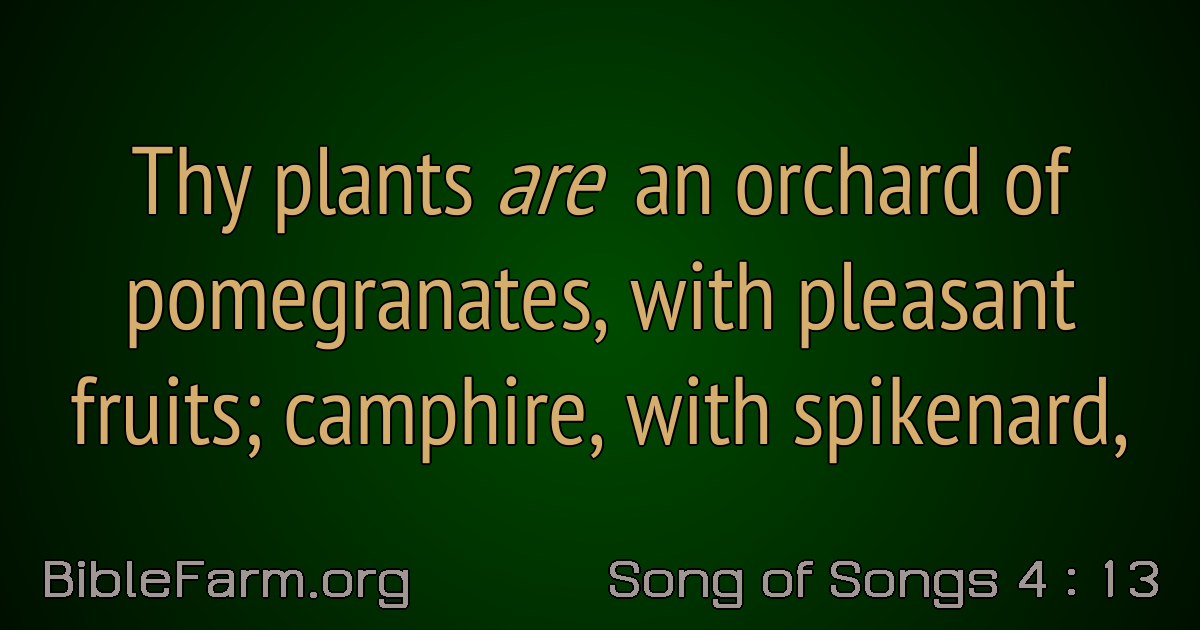 Thy plants are an orchard of
pomegranates, with pleasant
fruits; camphire, with spikenard,
BibleFarm.org
Song of Songs 4 : 13